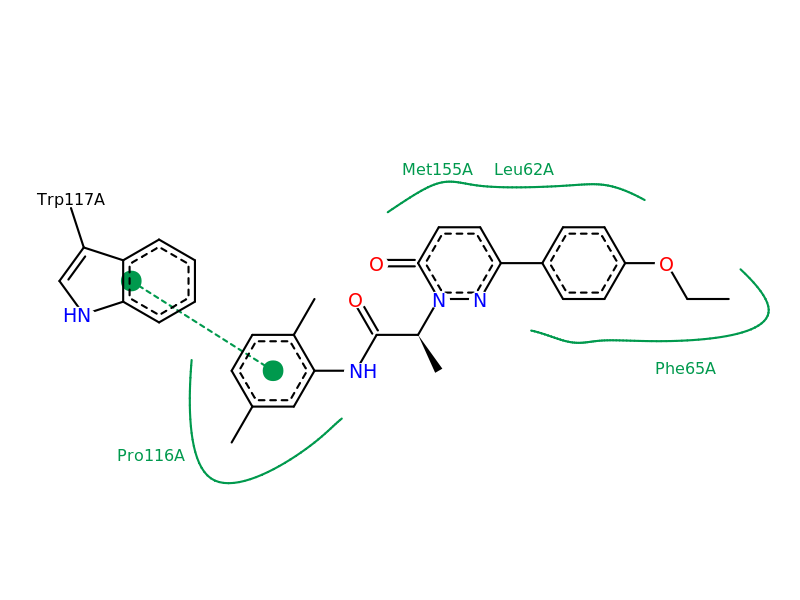 Met155A Leu62A
Trp117A
O
O
O
N N
HN
NH
Phe65A
Pro116A